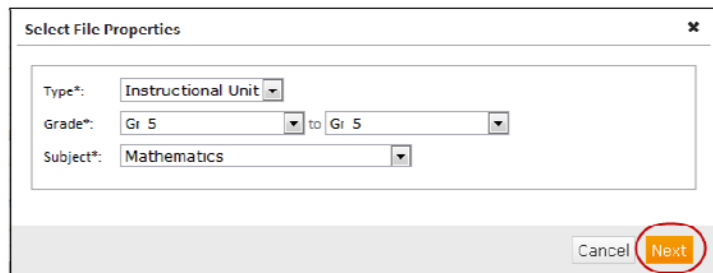 Select File Properties ✖
Type*: Instructional Unit
Grade*: Gr 5 to Gr 5
Subject*: Mathematics
Cancel Next